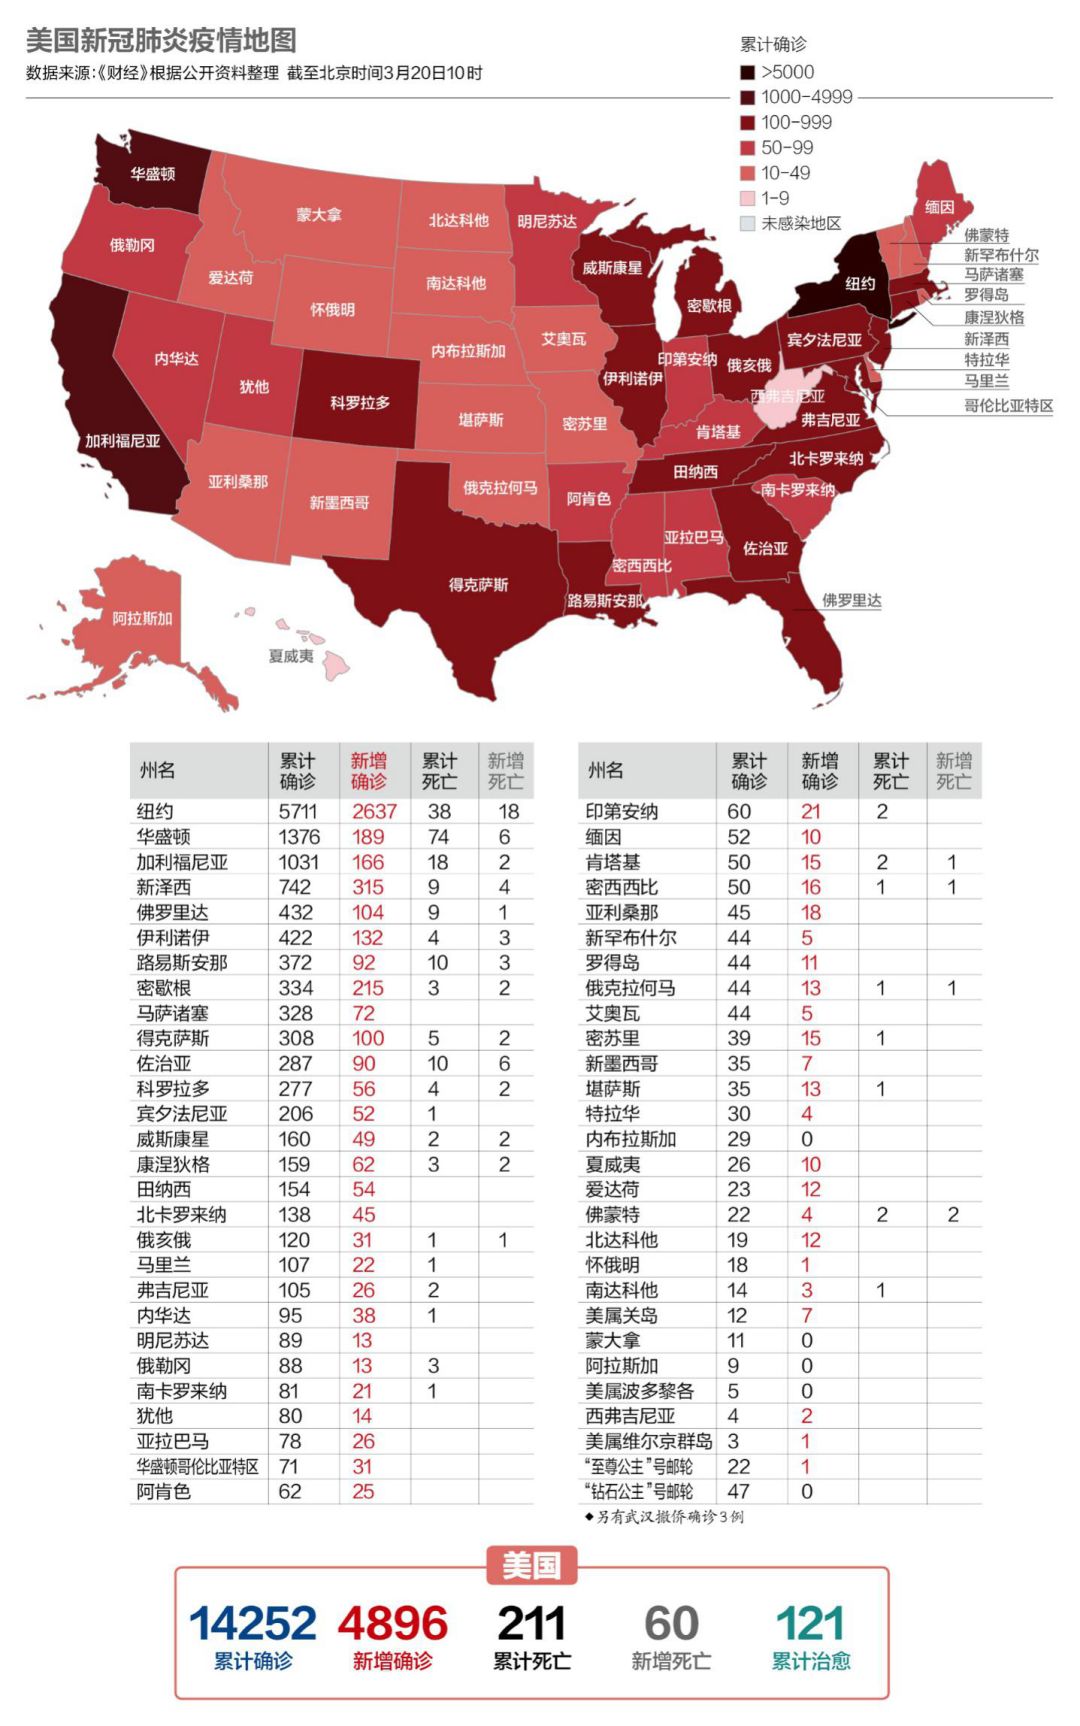 美国新冠肺炎疫情地图
数据来源:《财经》根据公开资料整理 截至北京时间3月20日10时
累计确诊
>5000
1000-4999
100-999
50-99
10-49
1-9
未感染地区
华盛顿
蒙大拿
北达科他
明尼苏达
缅因
俄勒冈
爱达荷
南达科他
威斯康星
佛蒙特
新罕布什尔
马萨诸塞
罗得岛
康涅狄格
新泽西
特拉华
马里兰
哥伦比亚特区
纽约
密歇根
怀俄明
内华达
犹他
内布拉斯加
艾奥瓦
印第安纳
俄亥俄
宾夕法尼亚
伊利诺伊
科罗拉多
西弗吉尼亚
堪萨斯
密苏里
弗吉尼亚
加利福尼亚
肯塔基
北卡罗来纳
田纳西
亚利桑那
新墨西哥
俄克拉何马
阿肯色
南卡罗来纳
亚拉巴马
佐治亚
密西西比
得克萨斯
路易斯安那
佛罗里达
阿拉斯加
夏威夷
州名 累计确诊 新增确诊 累计死亡 新增死亡
纽约 5711 2637 38 18
华盛顿 1376 189 74 6
加利福尼亚 1031 166 18 2
新泽西 742 315 9 4
佛罗里达 432 104 9 1
伊利诺伊 422 132 4 3
路易斯安那 372 92 10 3
密歇根 334 215 3 2
马萨诸塞 328 72
得克萨斯 308 100 5 2
佐治亚 287 90 10 6
科罗拉多 277 56 4 2
宾夕法尼亚 206 52 1
威斯康星 160 49 2 2
康涅狄格 159 62 3 2
田纳西 154 54
北卡罗来纳 138 45
俄亥俄 120 31 1 1
马里兰 107 22 1
弗吉尼亚 105 26 2
内华达 95 38 1
明尼苏达 89 13
俄勒冈 88 13 3
南卡罗来纳 81 21 1
犹他 80 14
亚拉巴马 78 26
华盛顿哥伦比亚特区 71 31
阿肯色 62 25
州名 累计确诊 新增确诊 累计死亡 新增死亡
印第安纳 60 21 2
缅因 52 10
肯塔基 50 15 2 1
密西西比 50 16 1 1
亚利桑那 45 18
新罕布什尔 44 5
罗得岛 44 11
俄克拉何马 44 13 1 1
艾奥瓦 44 5
密苏里 39 15 1
新墨西哥 35 7
堪萨斯 35 13 1
特拉华 30 4
内布拉斯加 29 0
夏威夷 26 10
爱达荷 23 12
佛蒙特 22 4 2 2
北达科他 19 12
怀俄明 18 1
南达科他 14 3 1
美属关岛 12 7
蒙大拿 11 0
阿拉斯加 9 0
美属波多黎各 5 0
西弗吉尼亚 4 2
美属维尔京群岛 3 1
“至尊公主”号邮轮 22 1
“钻石公主”号邮轮 47 0
◆另有武汉撤侨确诊3例
美国
14252 4896 211 60 121
累计确诊 新增确诊 累计死亡 新增死亡 累计治愈